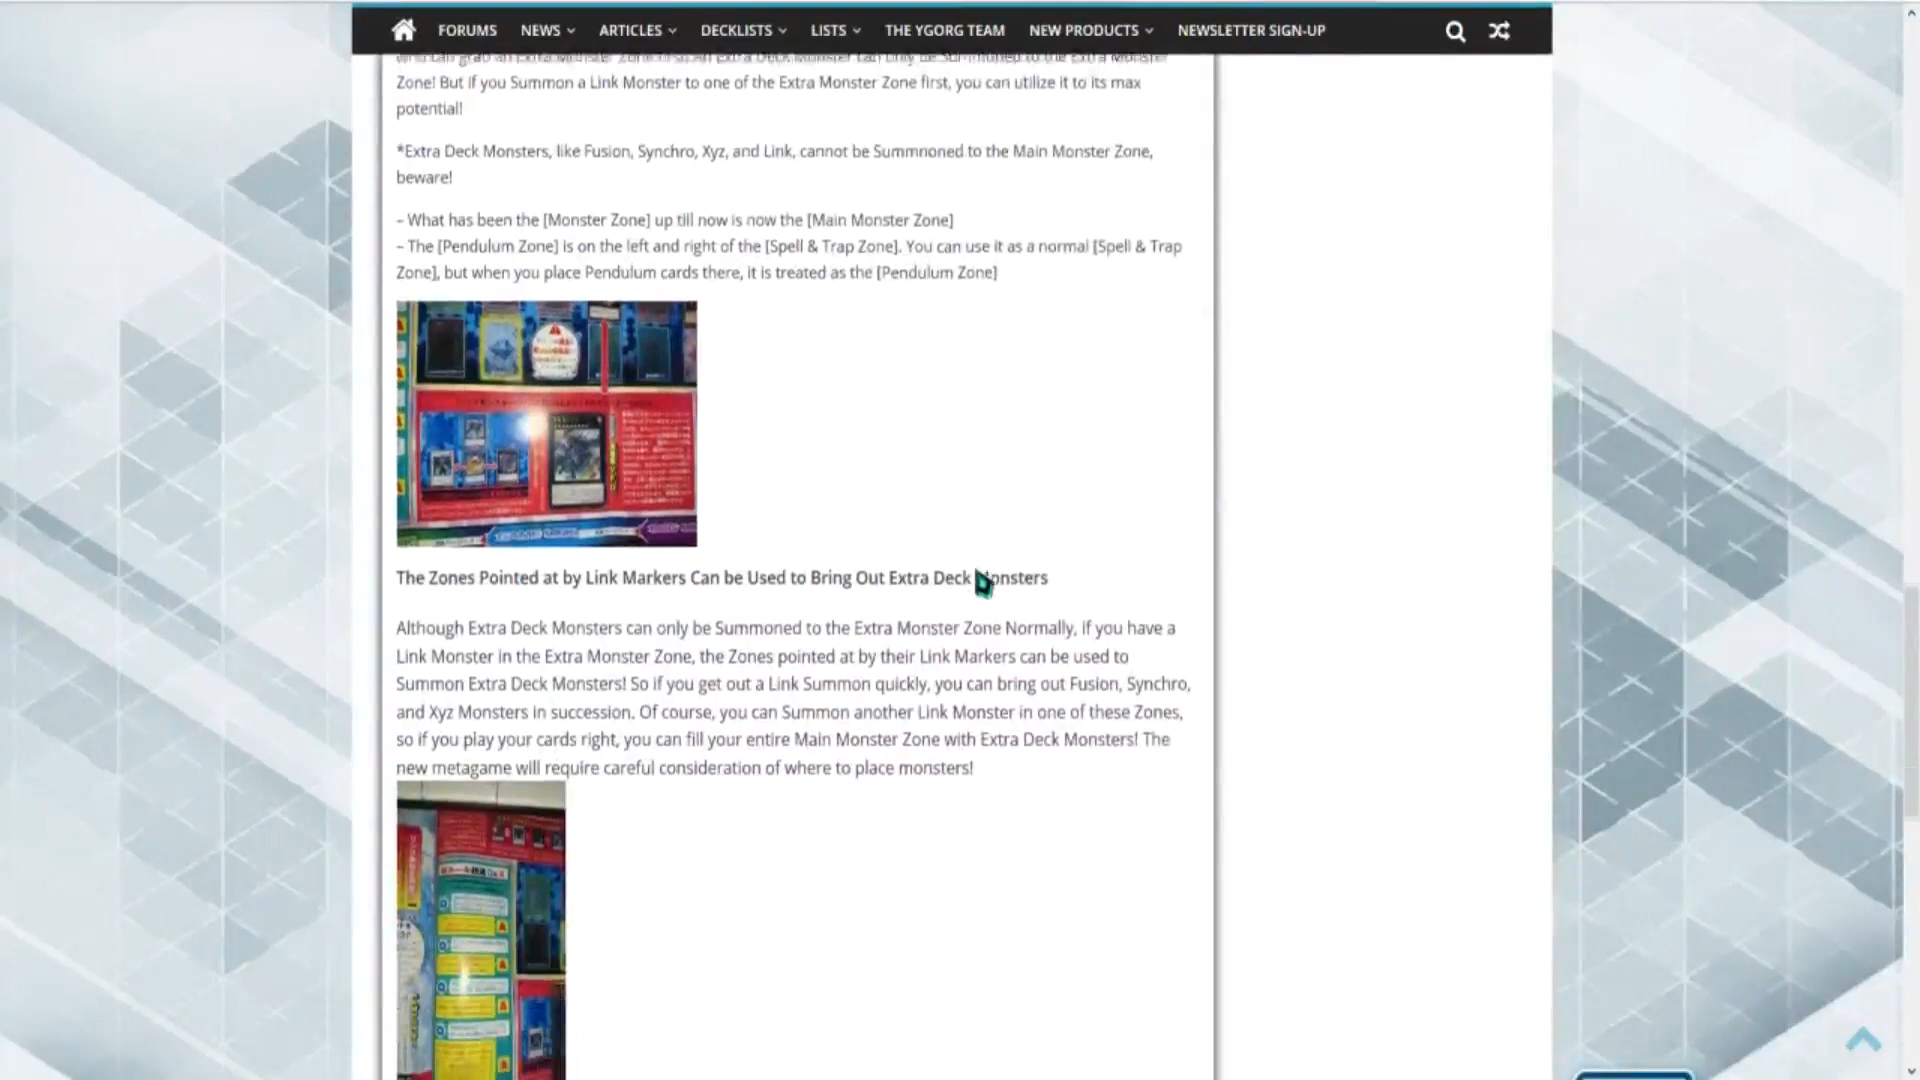 FORUMS NEWS ARTICLES DECKLISTS LISTS THE YGORG TEAM NEW PRODUCTS NEWSLETTER SIGN-UP
Zone! But if you Summon a Link Monster to one of the Extra Monster Zone first, you can utilize it to its max
potential!
*Extra Deck Monsters, like Fusion, Synchro, Xyz, and Link, cannot be Summnoned to the Main Monster Zone,
beware!
– What has been the [Monster Zone] up till now is now the [Main Monster Zone]
– The [Pendulum Zone] is on the left and right of the [Spell & Trap Zone]. You can use it as a normal [Spell & Trap
Zone], but when you place Pendulum cards there, it is treated as the [Pendulum Zone]
The Zones Pointed at by Link Markers Can be Used to Bring Out Extra Deck Monsters
Although Extra Deck Monsters can only be Summoned to the Extra Monster Zone Normally, if you have a
Link Monster in the Extra Monster Zone, the Zones pointed at by their Link Markers can be used to
Summon Extra Deck Monsters! So if you get out a Link Summon quickly, you can bring out Fusion, Synchro,
and Xyz Monsters in succession. Of course, you can Summon another Link Monster in one of these Zones,
so if you play your cards right, you can fill your entire Main Monster Zone with Extra Deck Monsters! The
new metagame will require careful consideration of where to place monsters!